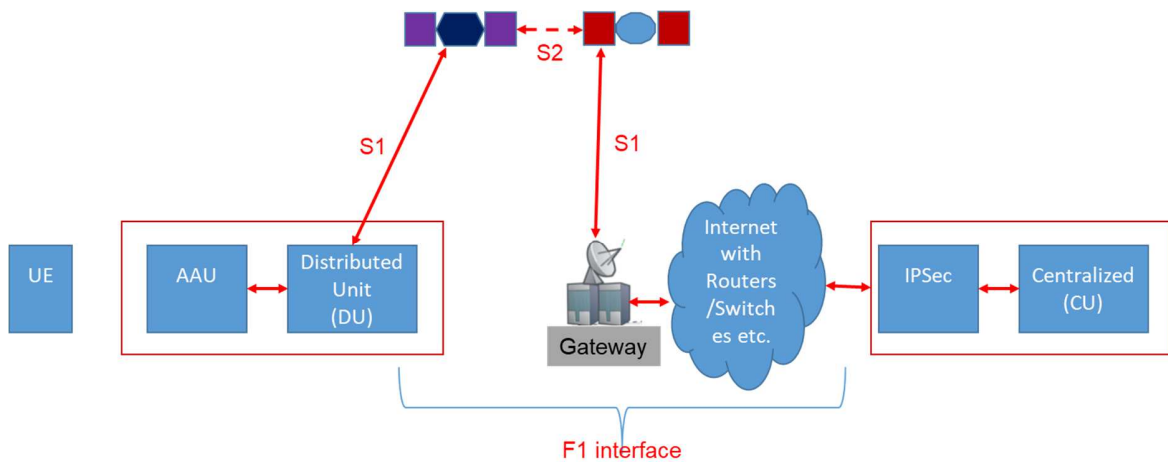 S2
S1
S1
UE
AAU
Distributed
Unit
(DU)
Gateway
Internet
with
Routers
/Switch
es etc.
IPSec
Centralized
(CU)
F1 interface